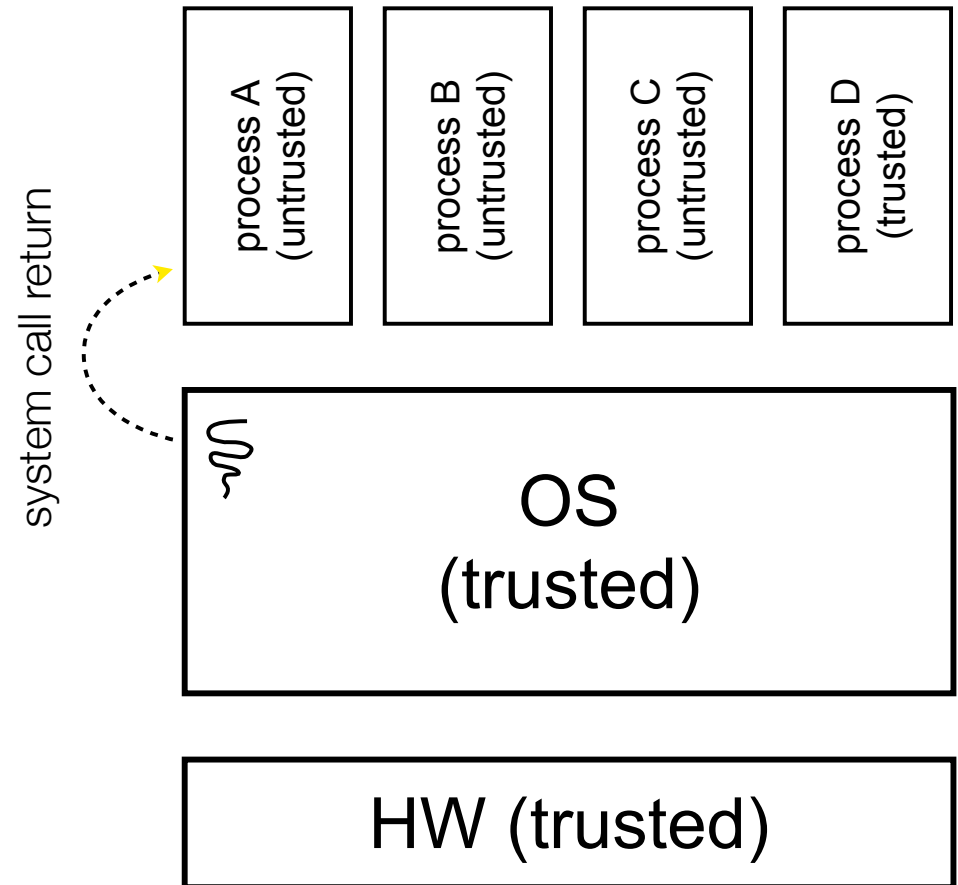 process A
(untrusted)
process B
(untrusted)
process C
(untrusted)
process D
(trusted)
system call return
OS
(trusted)
HW (trusted)